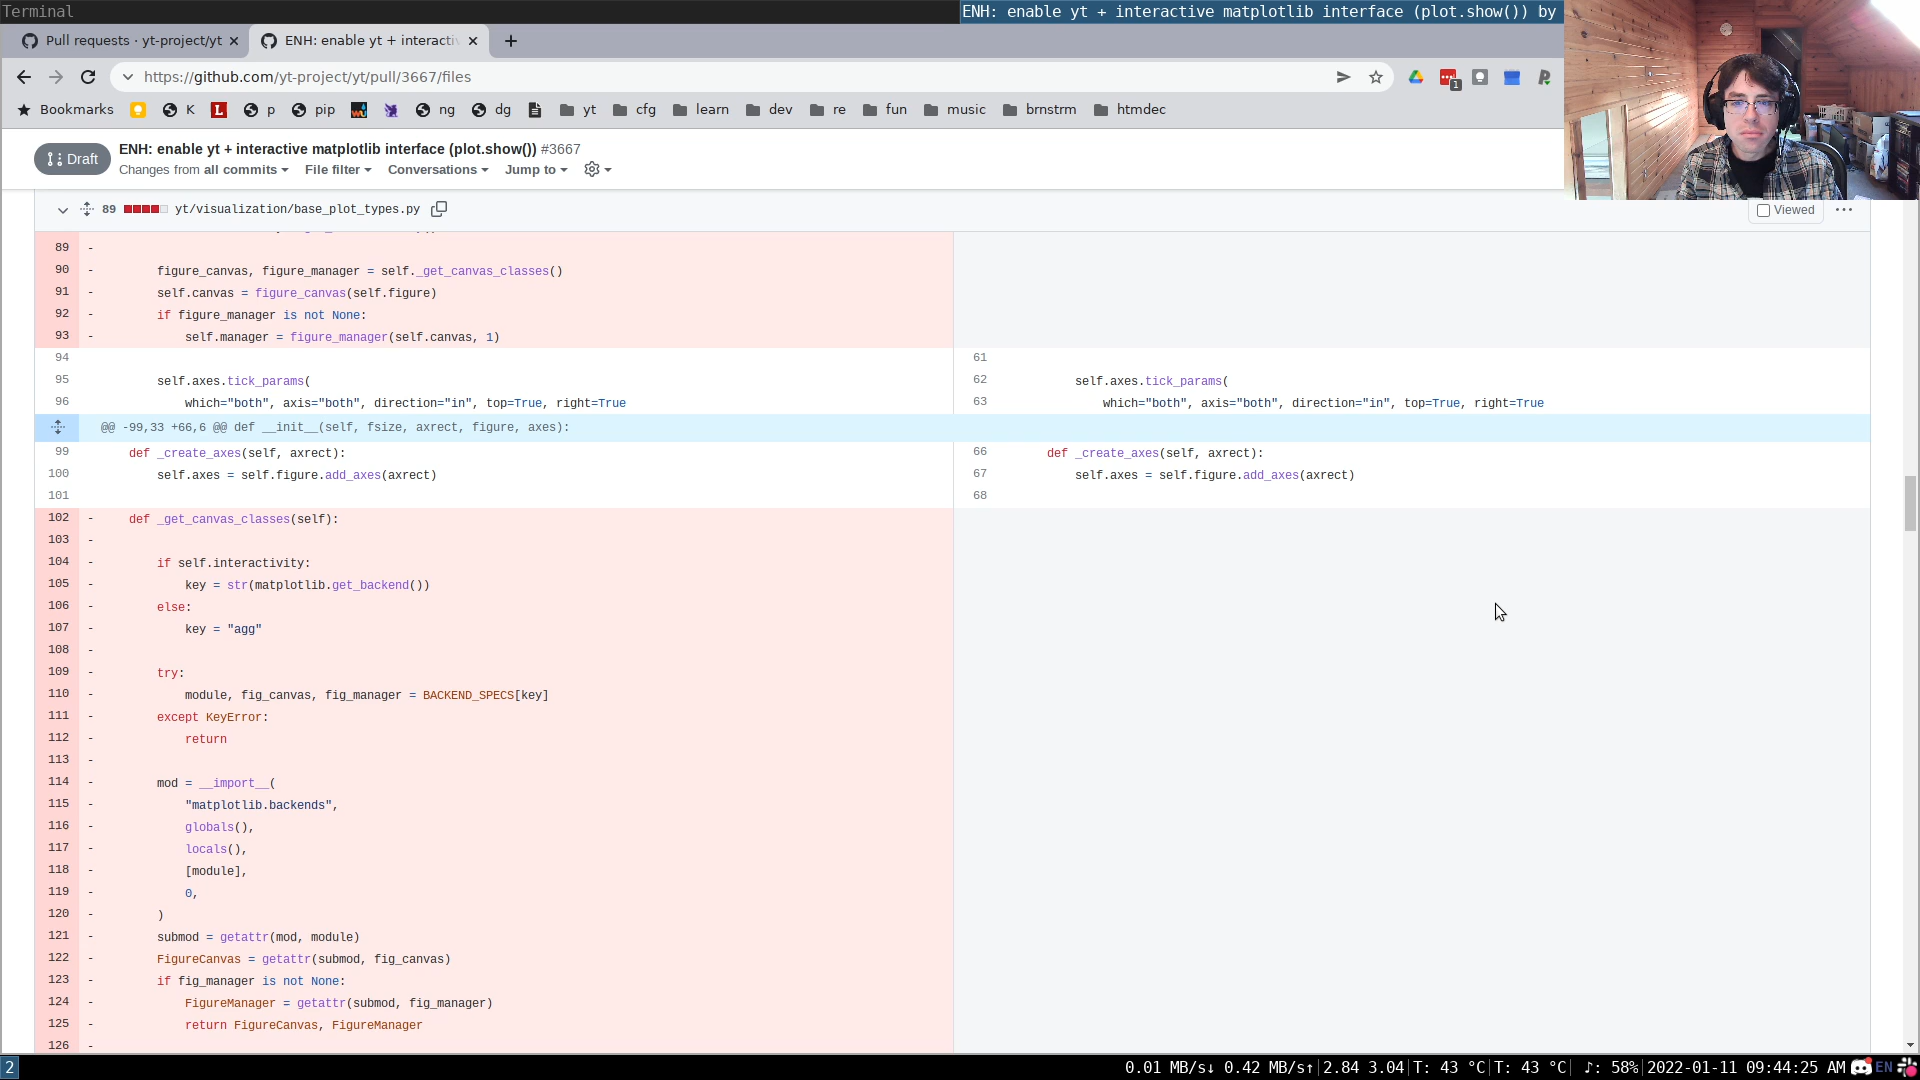 Terminal
ENH: enable yt + interactive matplotlib interface (plot.show()) by
Pull requests · yt-project/yt
ENH: enable yt + interacti
https://github.com/yt-project/yt/pull/3667/files
1
Bookmarks K L p pip ng dg yt cfg learn dev re fun music brnstrm htmdec
Draft
ENH: enable yt + interactive matplotlib interface (plot.show()) #3667
Changes from all commits File filter Conversations Jump to
89 yt/visualization/base_plot_types.py
Viewed
89 -
90 - figure_canvas, figure_manager = self._get_canvas_classes()
91 - self.canvas = figure_canvas(self.figure)
92 - if figure_manager is not None:
93 - self.manager = figure_manager(self.canvas, 1)
94 61
95 self.axes.tick_params( 62 self.axes.tick_params(
96 which="both", axis="both", direction="in", top=True, right=True 63 which="both", axis="both", direction="in", top=True, right=True
@@ -99,33 +66,6 @@ def __init__(self, fsize, axrect, figure, axes):
99 def _create_axes(self, axrect): 66 def _create_axes(self, axrect):
100 self.axes = self.figure.add_axes(axrect) 67 self.axes = self.figure.add_axes(axrect)
101 68
102 - def _get_canvas_classes(self):
103 -
104 - if self.interactivity:
105 - key = str(matplotlib.get_backend())
106 - else:
107 - key = "agg"
108 -
109 - try:
110 - module, fig_canvas, fig_manager = BACKEND_SPECS[key]
111 - except KeyError:
112 - return
113 -
114 - mod = __import__(
115 - "matplotlib.backends",
116 - globals(),
117 - locals(),
118 - [module],
119 - 0,
120 - )
121 - submod = getattr(mod, module)
122 - FigureCanvas = getattr(submod, fig_canvas)
123 - if fig_manager is not None:
124 - FigureManager = getattr(submod, fig_manager)
125 - return FigureCanvas, FigureManager
126 -
2
0.01 MB/s↓ 0.42 MB/s↑|2.84 3.04|T: 43 °C|T: 43 °C| ♪: 58%|2022-01-11 09:44:25 AM EN